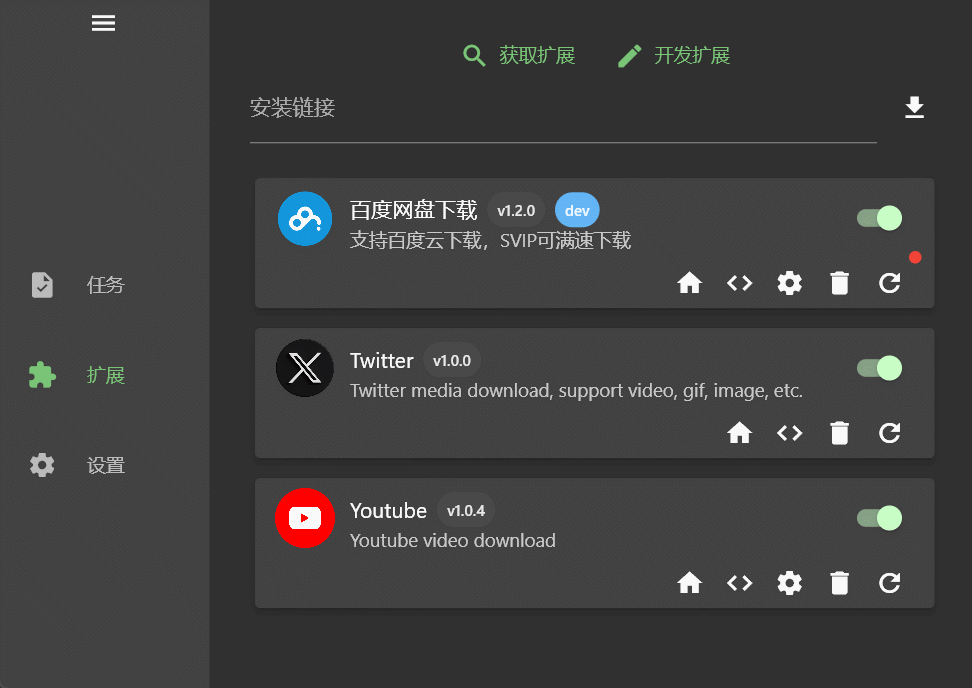 获取扩展 开发扩展
安装链接
百度网盘下载 v1.2.0 dev
支持百度云下载，SVIP可满速下载
任务
Twitter v1.0.0
扩展
Twitter media download, support video, gif, image, etc.
设置
Youtube v1.0.4
Youtube video download